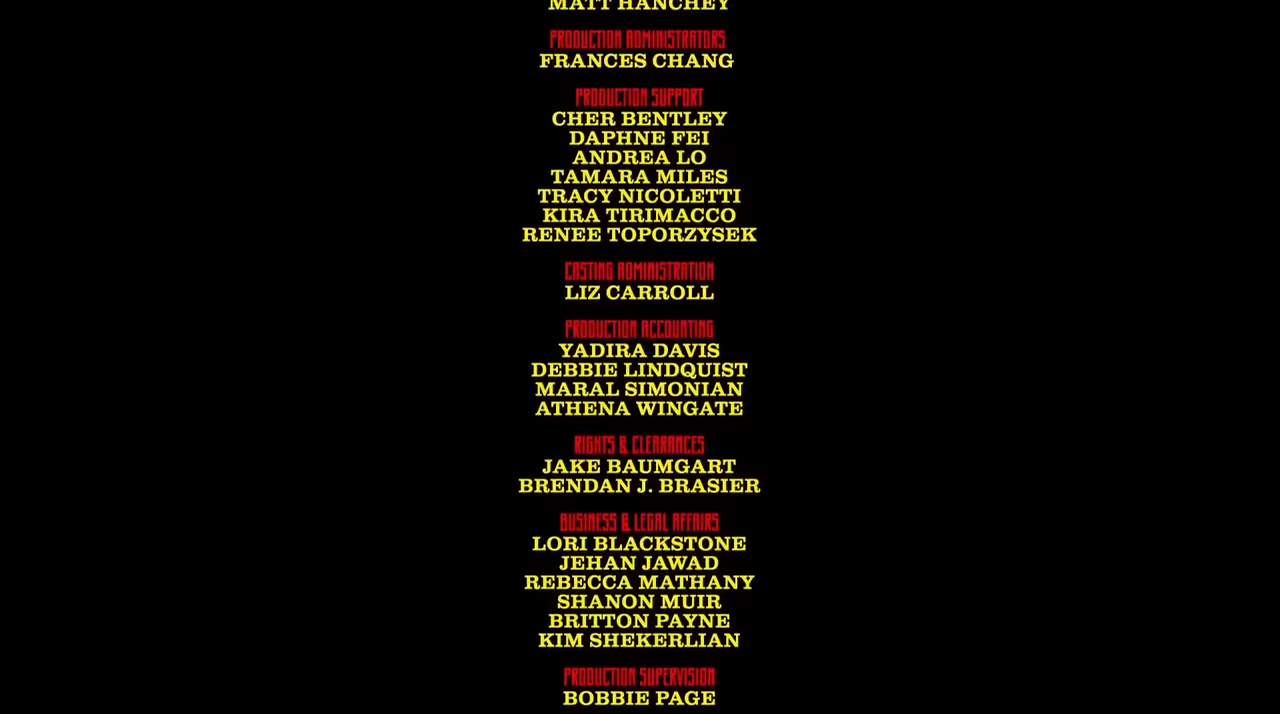 MATT HANCHEY
PRODUCTION ADMINISTRATORS
FRANCES CHANG
PRODUCTION SUPPORT
CHER BENTLEY
DAPHNE FEI
ANDREA LO
TAMARA MILES
TRACY NICOLETTI
KIRA TIRIMACCO
RENEE TOPORZYSEK
CASTING ADMINISTRATION
LIZ CARROLL
PRODUCTION ACCOUNTING
YADIRA DAVIS
DEBBIE LINDQUIST
MARAL SIMONIAN
ATHENA WINGATE
RIGHTS & CLEARANCES
JAKE BAUMGART
BRENDAN J. BRASIER
BUSINESS & LEGAL AFFAIRS
LORI BLACKSTONE
JEHAN JAWAD
REBECCA MATHANY
SHANON MUIR
BRITTON PAYNE
KIM SHEKERLIAN
PRODUCTION SUPERVISION
BOBBIE PAGE